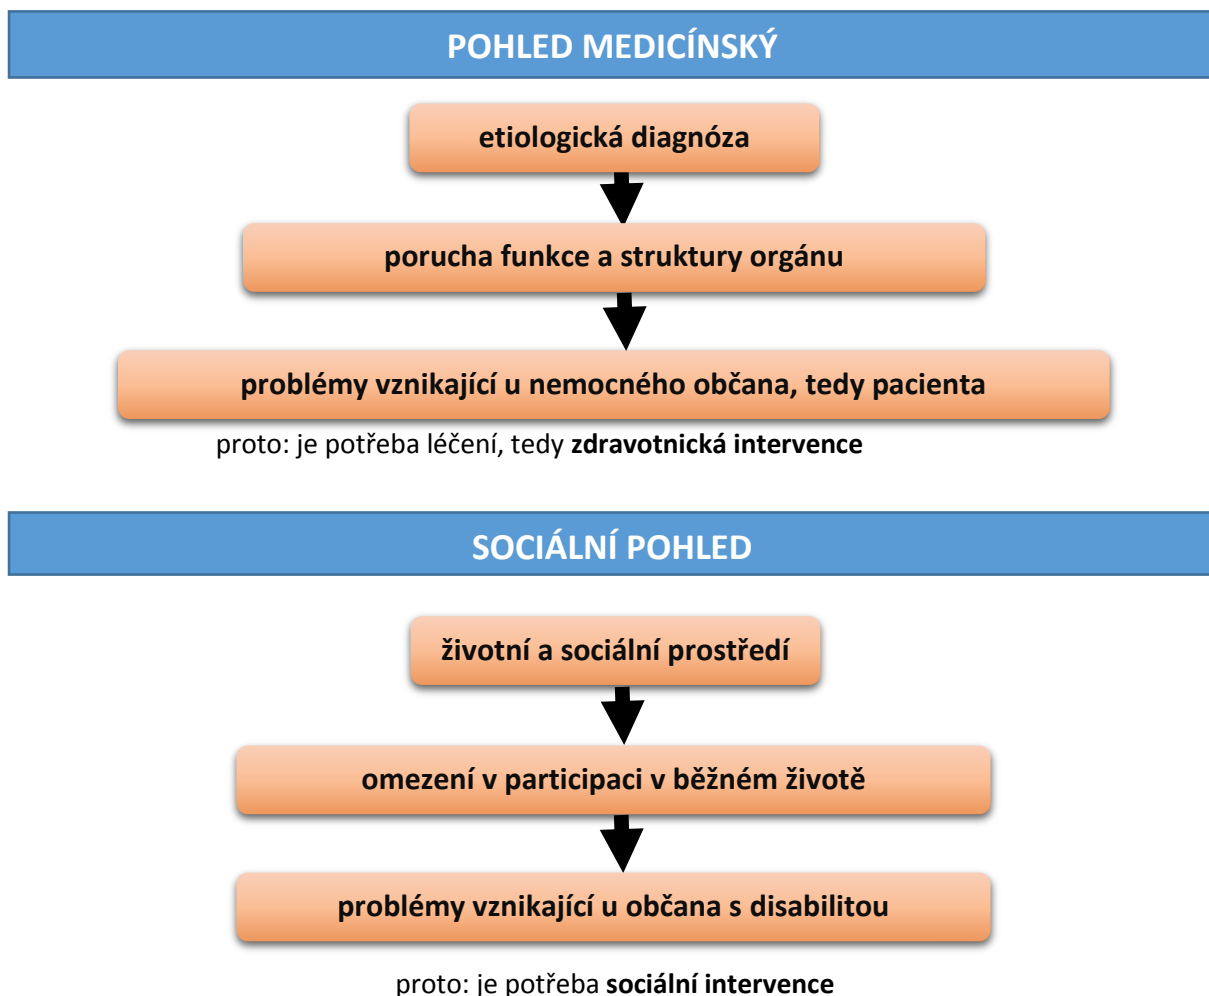 POHLED MEDICÍNSKÝ
etiologická diagnóza
porucha funkce a struktury orgánu
problémy vznikající u nemocného občana, tedy pacienta
proto: je potřeba léčení, tedy zdravotnická intervence
SOCIÁLNÍ POHLED
životní a sociální prostředí
omezení v participaci v běžném životě
problémy vznikající u občana s disabilitou
proto: je potřeba sociální intervence